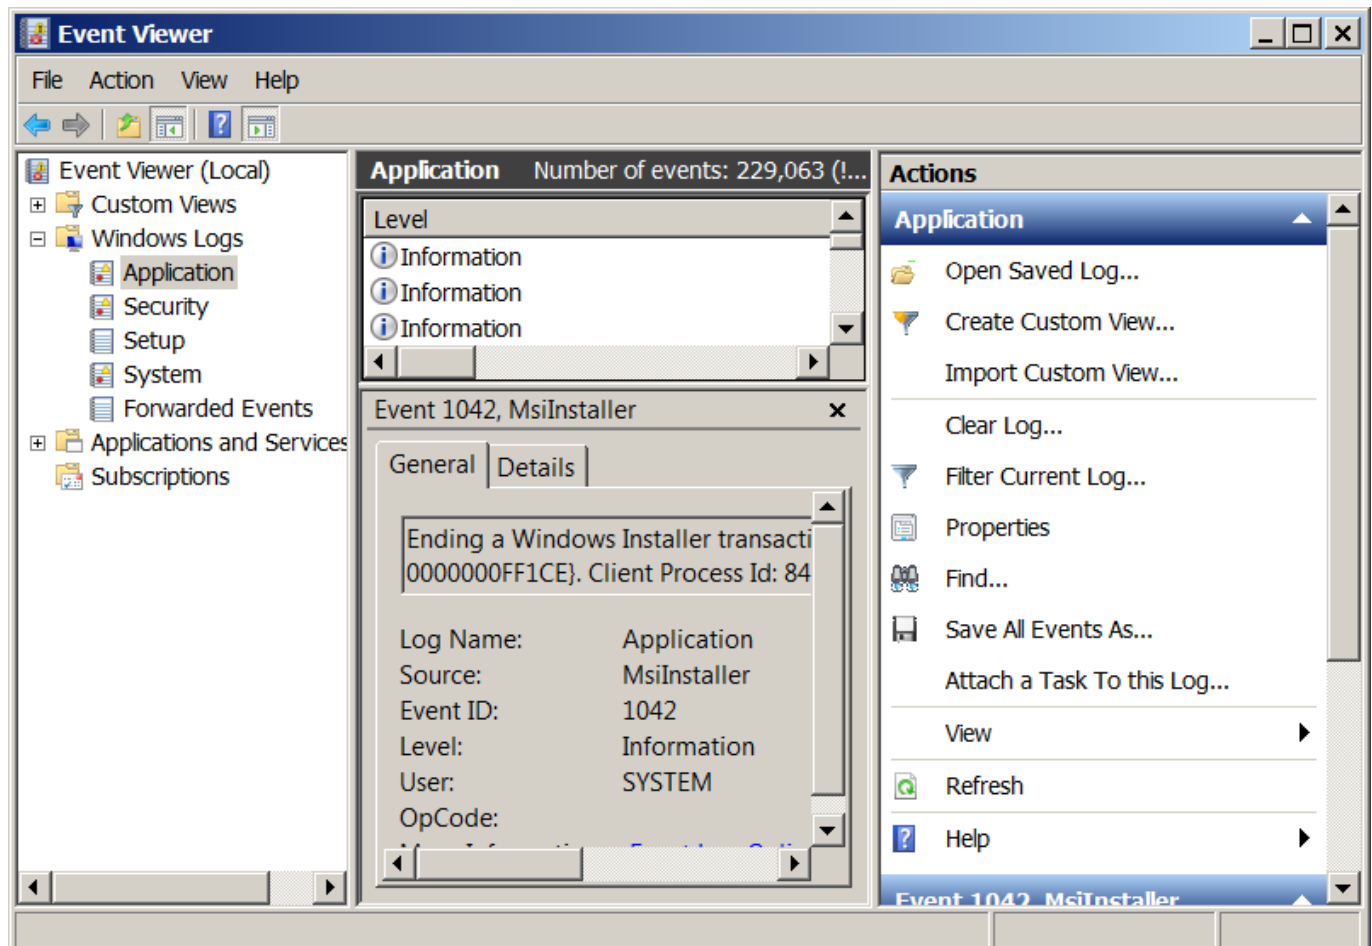 Event Viewer
File Action View Help
Event Viewer (Local)
Custom Views
Windows Logs
Application
Security
Setup
System
Forwarded Events
Applications and Services
Subscriptions
Application Number of events: 229,063 (!...
Level
Information
Information
Information
Event 1042, MsiInstaller
General Details
Ending a Windows Installer transacti
0000000FF1CE}. Client Process Id: 84
Log Name: Application
Source: MsiInstaller
Event ID: 1042
Level: Information
User: SYSTEM
OpCode:
Actions
Application
Open Saved Log...
Create Custom View...
Import Custom View...
Clear Log...
Filter Current Log...
Properties
Find...
Save All Events As...
Attach a Task To this Log...
View
Refresh
Help
Event 1042, MsiInstaller